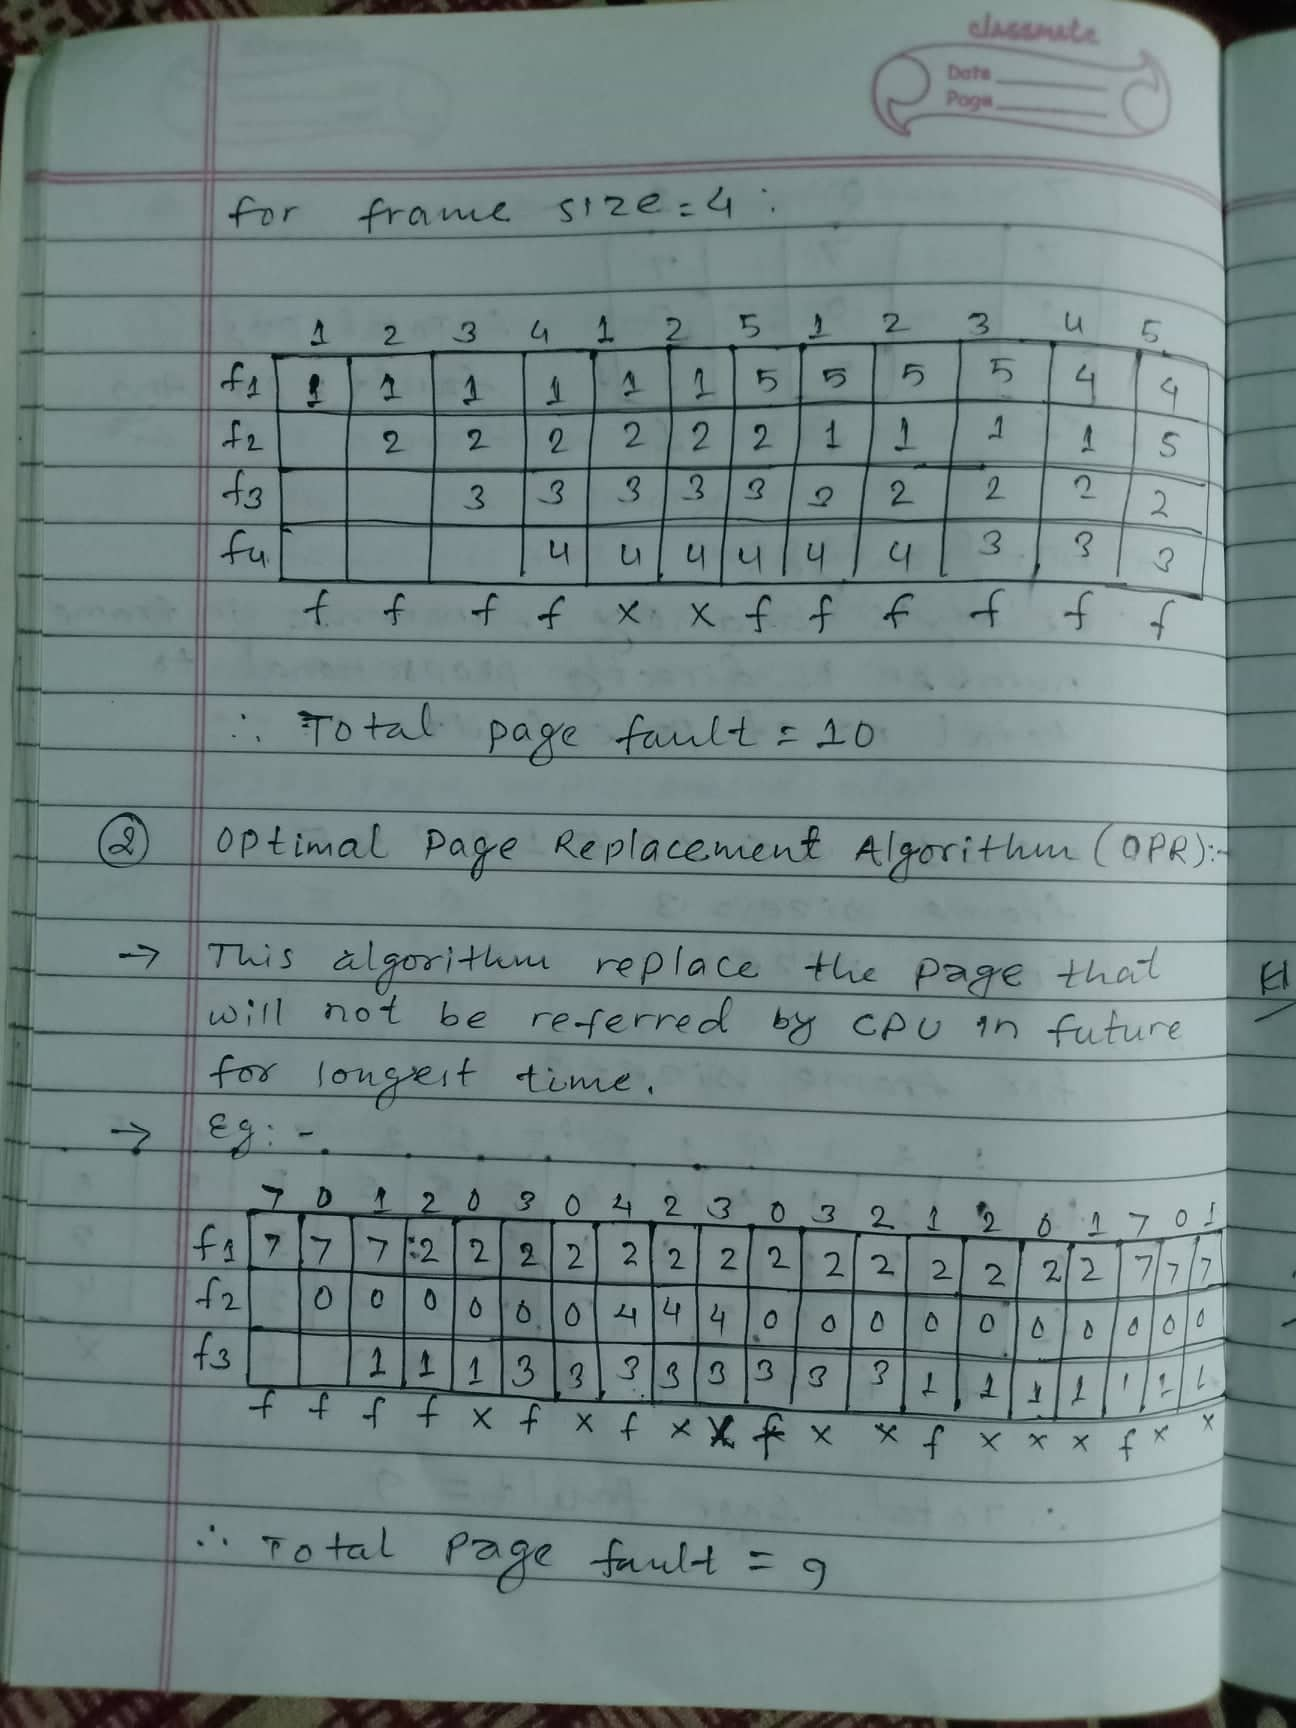 classmate
Date
Page
for frame size = 4 :
1 2 3 4 1 2 5 1 2 3 4 5
f1 1 1 1 1 1 1 5 5 5 5 4 4
f2 2 2 2 2 2 2 1 1 1 1 5
f3 3 3 3 3 3 3 2 2 2 2
f4 4 4 4 4 4 4 3 3 3
f f f f x x f f f f f f
∴ Total page fault = 10
② Optimal Page Replacement Algorithm (OPR):-
→ This algorithm replace the page that
will not be referred by CPU in future
for longest time.
→ Eg: -
7 0 1 2 0 3 0 4 2 3 0 3 2 1 2 0 1 7 0 1
f1 7 7 7 2 2 2 2 2 2 2 2 2 2 2 2 2 2 7 7 7
f2 0 0 0 0 0 0 4 4 4 0 0 0 0 0 0 0 0 0 0
f3 1 1 1 3 3 3 3 3 3 3 3 1 1 1 1 1 1 1
f f f f x f x f x x f x x f x x x f x x
∴ Total Page fault = 9